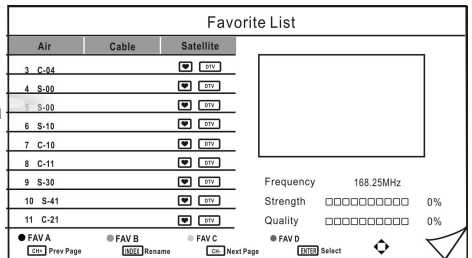 Favorite List
Air Cable Satellite
3 C-04 DTV
4 S-00 DTV
5 S-00 DTV
6 S-10 DTV
7 C-10 DTV
8 C-11 DTV
9 S-30 DTV
10 S-41 DTV
11 C-21 DTV
Frequency 168.25MHz
Strength 0%
Quality 0%
FAV A FAV B FAV C FAV D
CH+ Prev Page INDEX Rename CH- Next Page ENTER Select